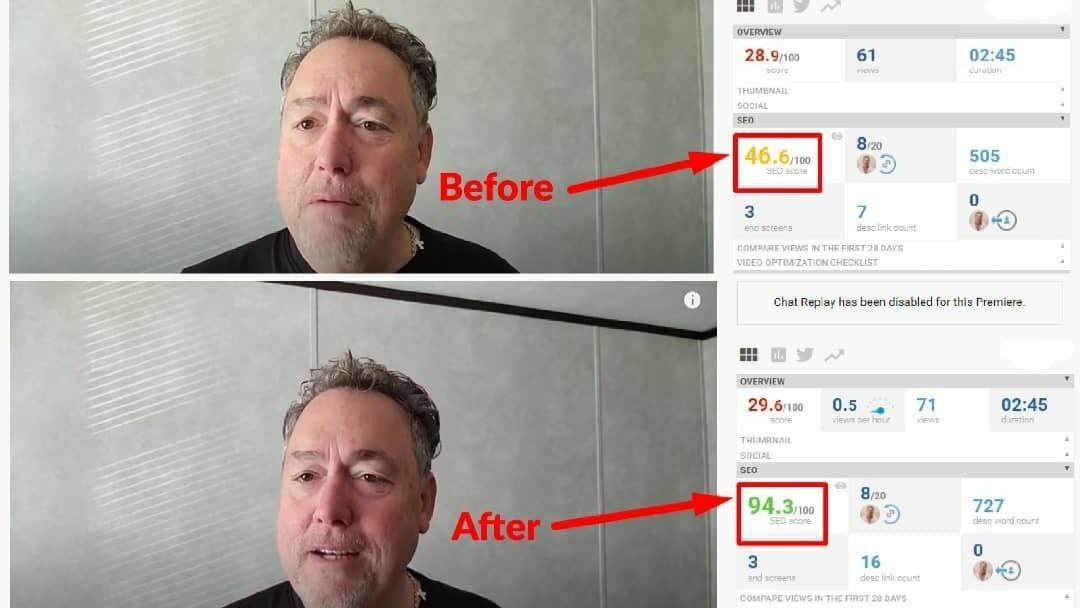 OVERVIEW
28.9/100 61 02:45
score views duration
THUMBNAIL
SOCIAL
SEO
46.6/100 8/20 505
SEO score desc word count
Before
3 7 0
end screens desc link count
COMPARE VIEWS IN THE FIRST 28 DAYS
VIDEO OPTIMIZATION CHECKLIST
Chat Replay has been disabled for this Premiere.
OVERVIEW
29.6/100 0.5 71 02:45
score views per hour views duration
THUMBNAIL
SOCIAL
SEO
94.3/100 8/20 727
SEO score desc word count
After
3 16 0
end screens desc link count
COMPARE VIEWS IN THE FIRST 28 DAYS